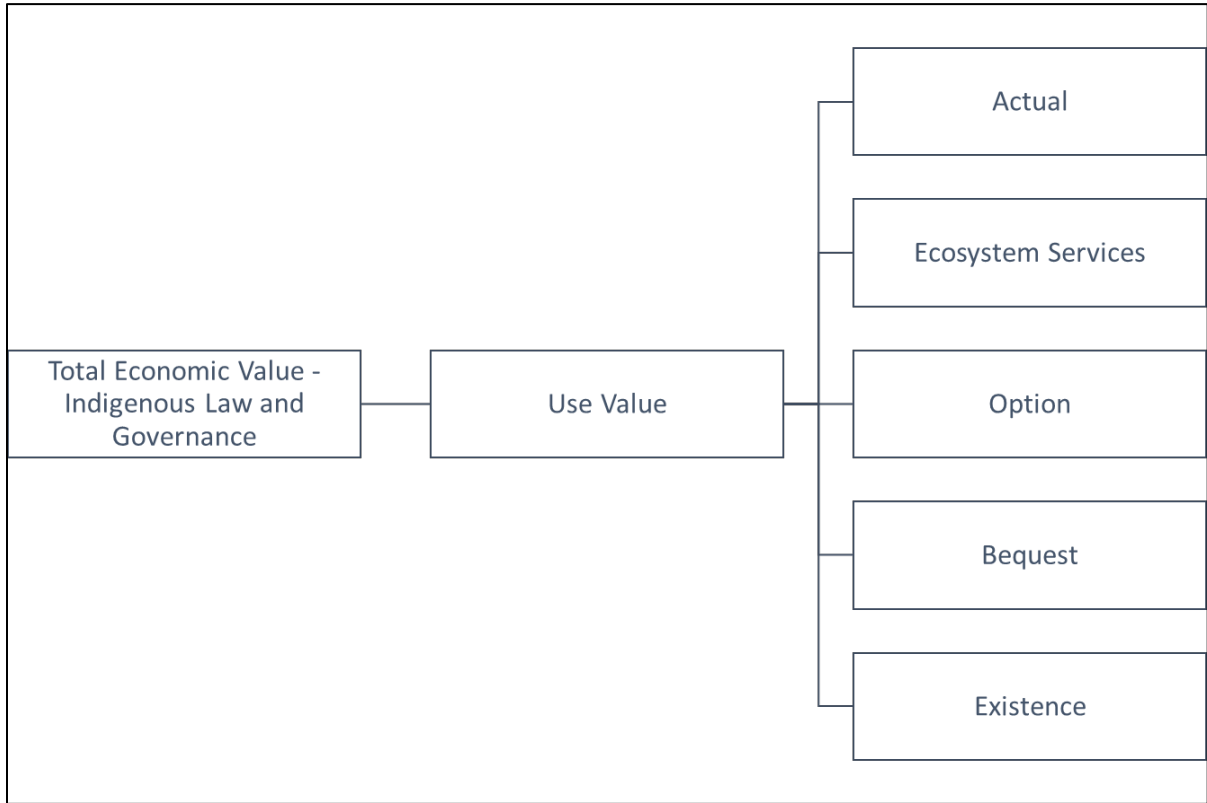 Total Economic Value -
Indigenous Law and
Governance
Use Value
Actual
Ecosystem Services
Option
Bequest
Existence